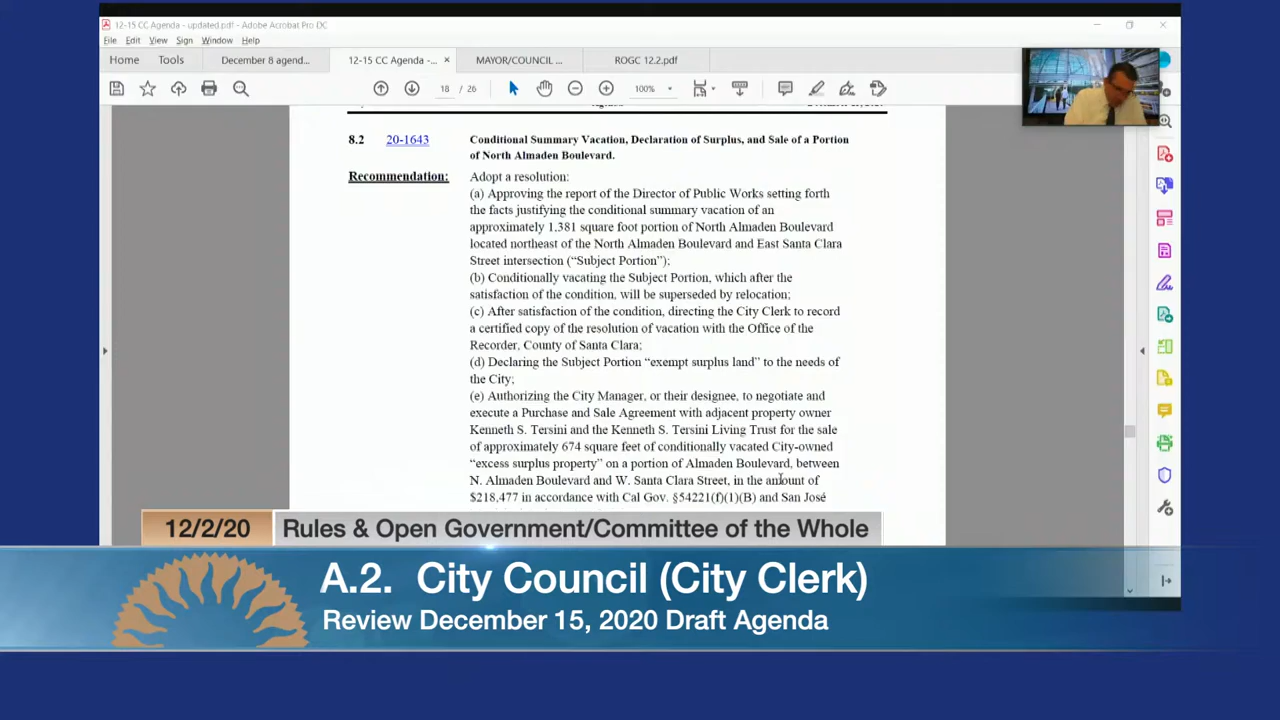 12-15 CC Agenda - updated.pdf - Adobe Acrobat Pro DC
File Edit View Sign Window Help
Home Tools December 8 agend... 12-15 CC Agenda -... × MAYOR/COUNCIL ... ROGC 12.2.pdf
18 / 26 100%
8.2 20-1643 Conditional Summary Vacation, Declaration of Surplus, and Sale of a Portion
of North Almaden Boulevard.
Recommendation: Adopt a resolution:
(a) Approving the report of the Director of Public Works setting forth
the facts justifying the conditional summary vacation of an
approximately 1,381 square foot portion of North Almaden Boulevard
located northeast of the North Almaden Boulevard and East Santa Clara
Street intersection (“Subject Portion”);
(b) Conditionally vacating the Subject Portion, which after the
satisfaction of the condition, will be superseded by relocation;
(c) After satisfaction of the condition, directing the City Clerk to record
a certified copy of the resolution of vacation with the Office of the
Recorder, County of Santa Clara;
(d) Declaring the Subject Portion “exempt surplus land” to the needs of
the City;
(e) Authorizing the City Manager, or their designee, to negotiate and
execute a Purchase and Sale Agreement with adjacent property owner
Kenneth S. Tersini and the Kenneth S. Tersini Living Trust for the sale
of approximately 674 square feet of conditionally vacated City-owned
“excess surplus property” on a portion of Almaden Boulevard, between
N. Almaden Boulevard and W. Santa Clara Street, in the amount of
$218,477 in accordance with Cal Gov. §54221(f)(1)(B) and San José
12/2/20 Rules & Open Government/Committee of the Whole
A.2. City Council (City Clerk)
Review December 15, 2020 Draft Agenda